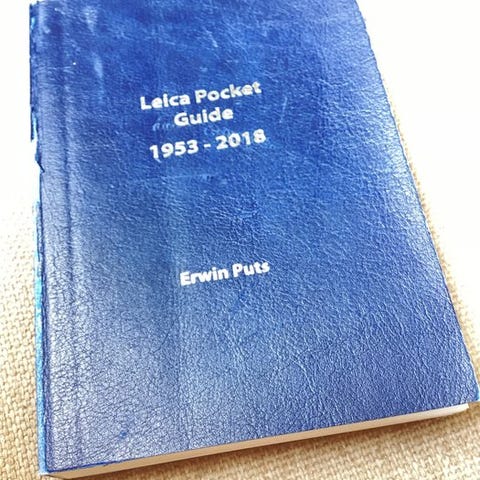 Leica Pocket
Guide
1953 - 2018
Erwin Puts